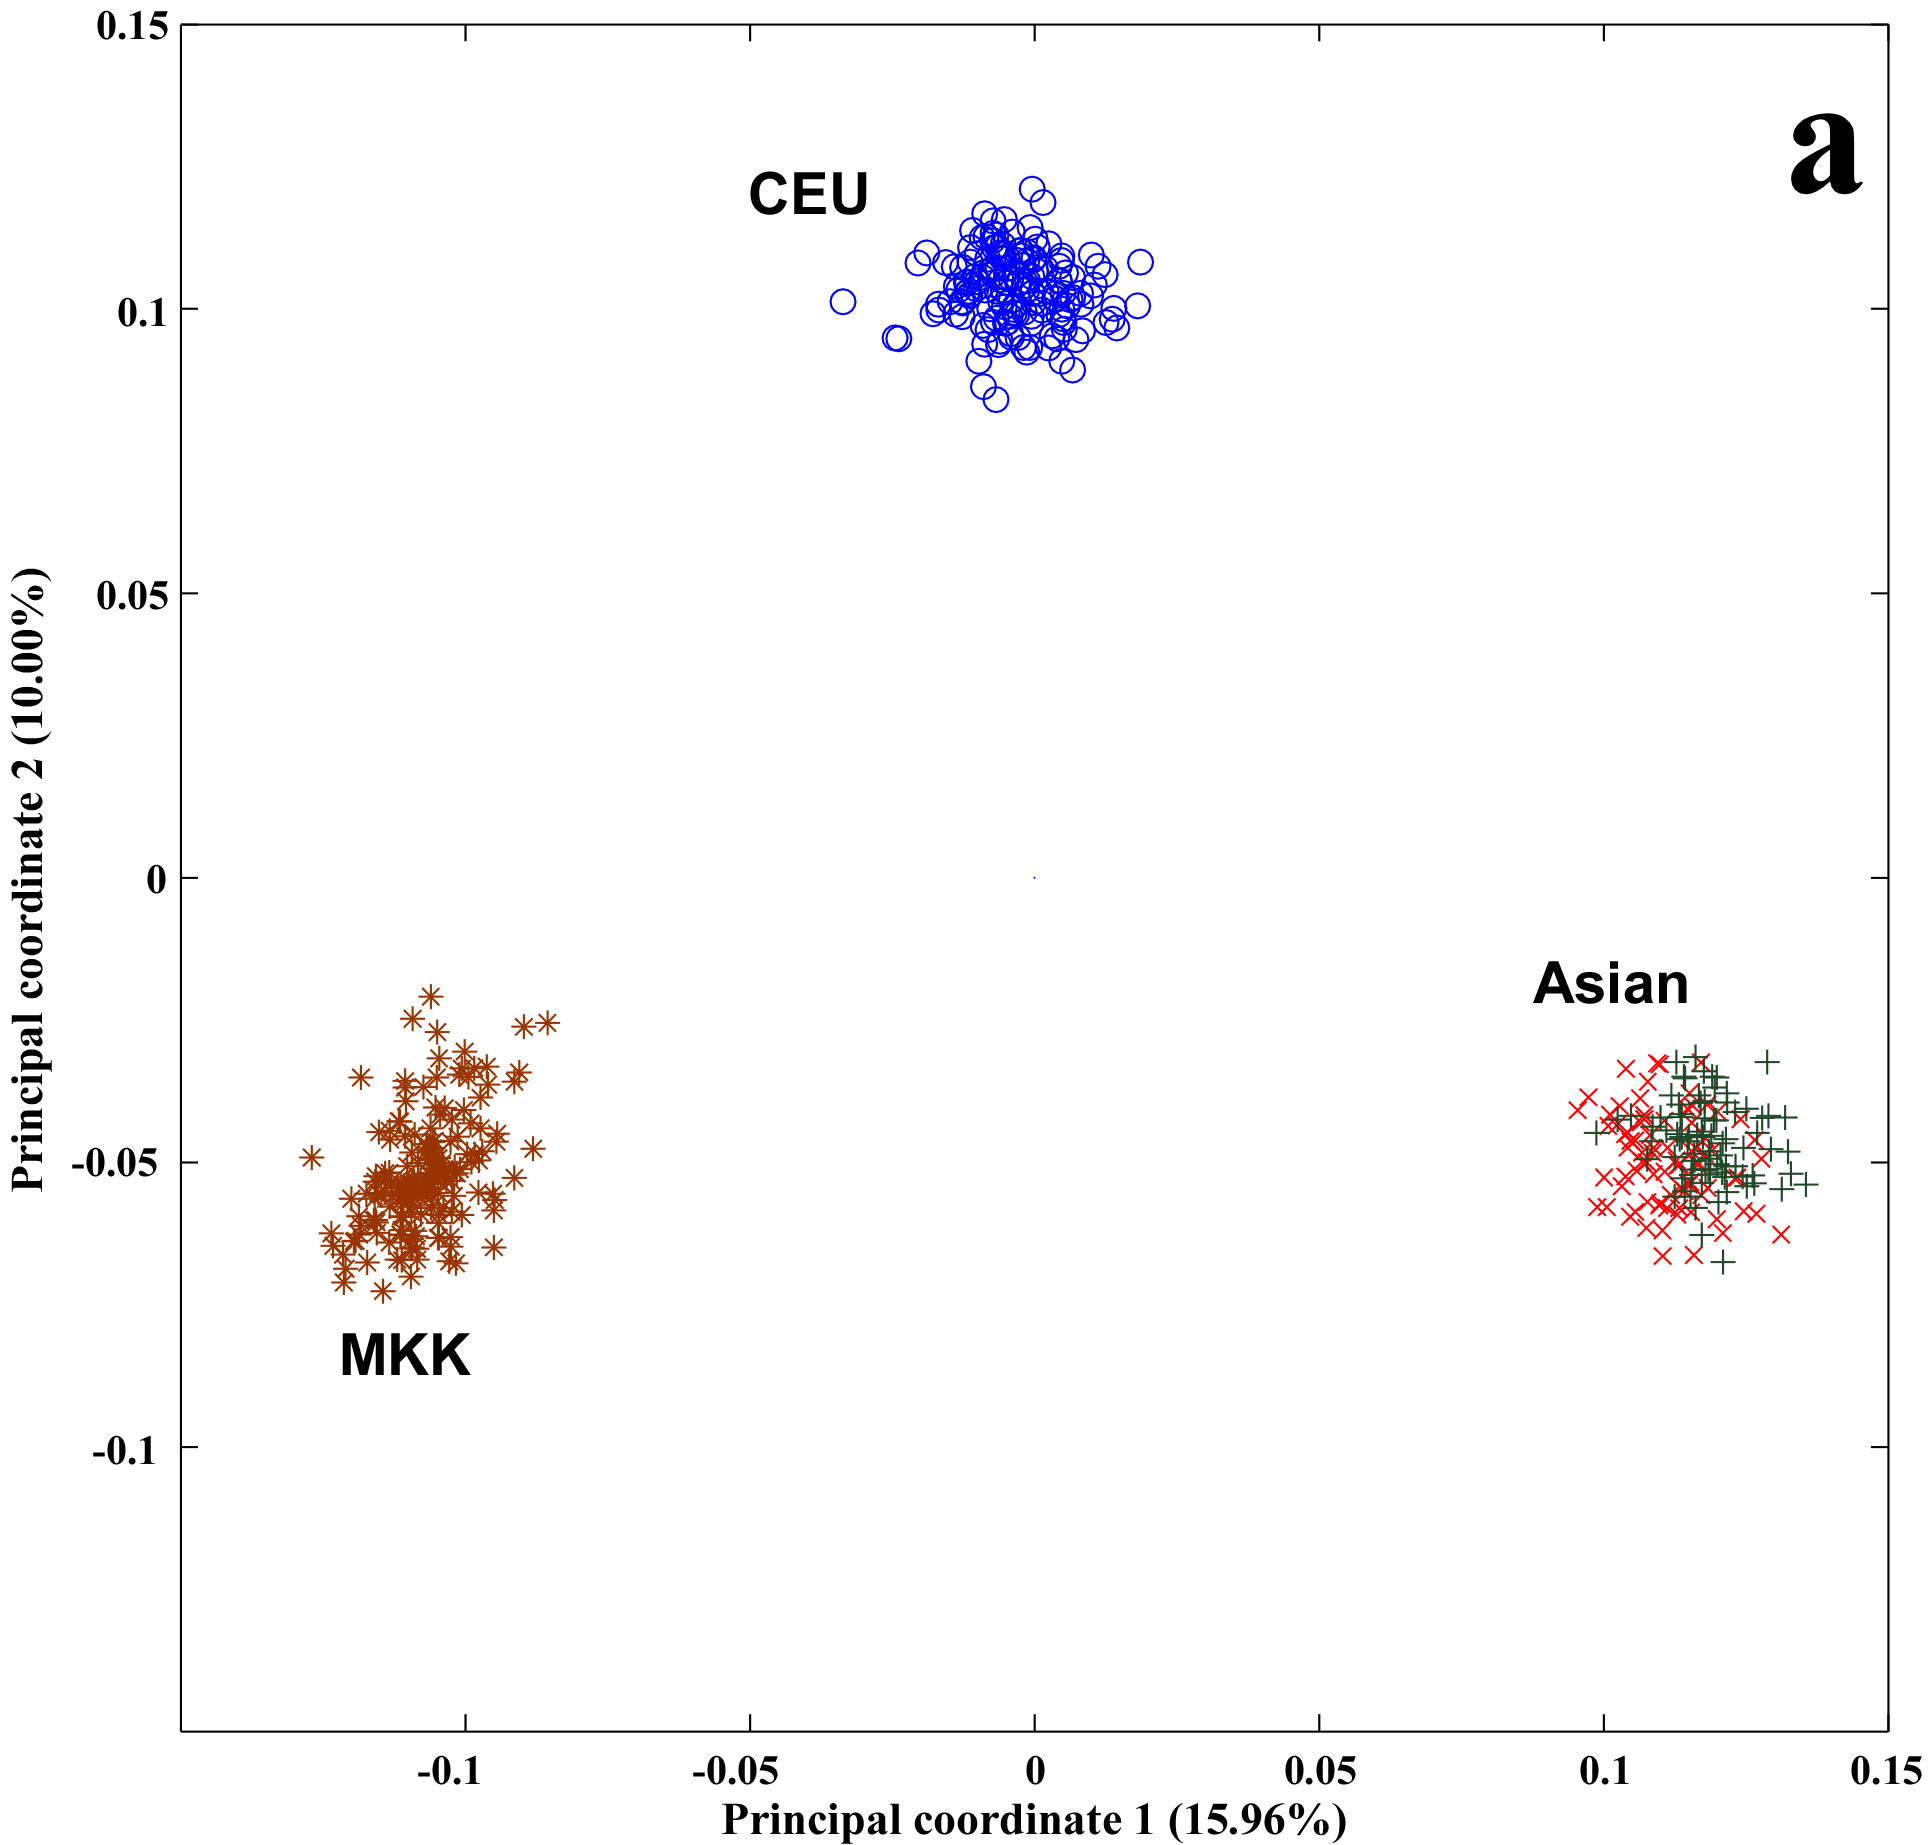 0.15
a
CEU
0.1
0.05
Principal coordinate 2 (10.00%)
0
Asian
-0.05
MKK
-0.1
-0.1 -0.05 0 0.05 0.1 0.15
Principal coordinate 1 (15.96%)